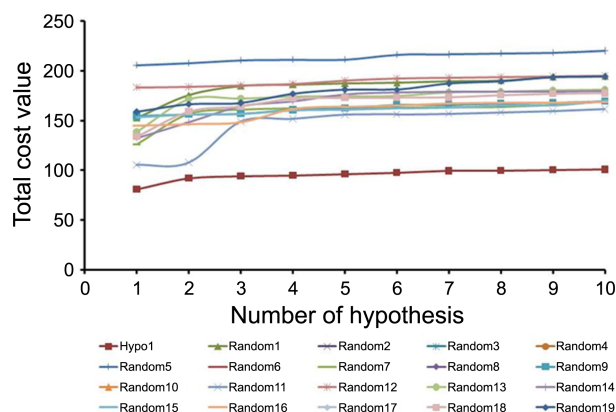 250
200
150
100
50
0
Total cost value
0 1 2 3 4 5 6 7 8 9 10
Number of hypothesis
Hypo1 Random1 Random2 Random3 Random4
Random5 Random6 Random7 Random8 Random9
Random10 Random11 Random12 Random13 Random14
Random15 Random16 Random17 Random18 Random19